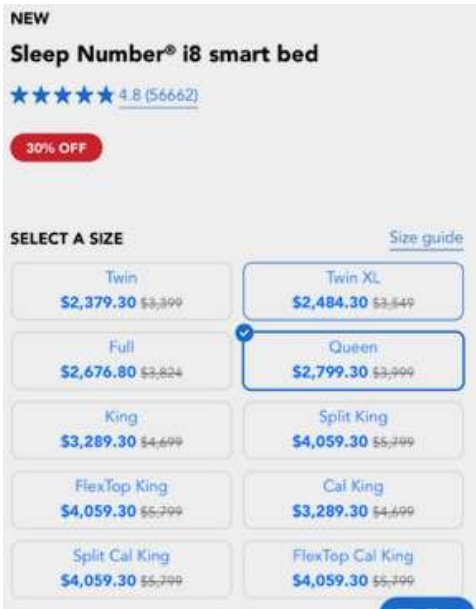 NEW
Sleep Number® i8 smart bed
4.8 (56662)
30% OFF
SELECT A SIZE Size guide
Twin Twin XL
$2,379.30 $3,399 $2,484.30 $3,549
Full Queen
$2,676.80 $3,824 $2,799.30 $3,999
King Split King
$3,289.30 $4,699 $4,059.30 $5,799
FlexTop King Cal King
$4,059.30 $5,799 $3,289.30 $4,699
Split Cal King FlexTop Cal King
$4,059.30 $5,799 $4,059.30 $5,799